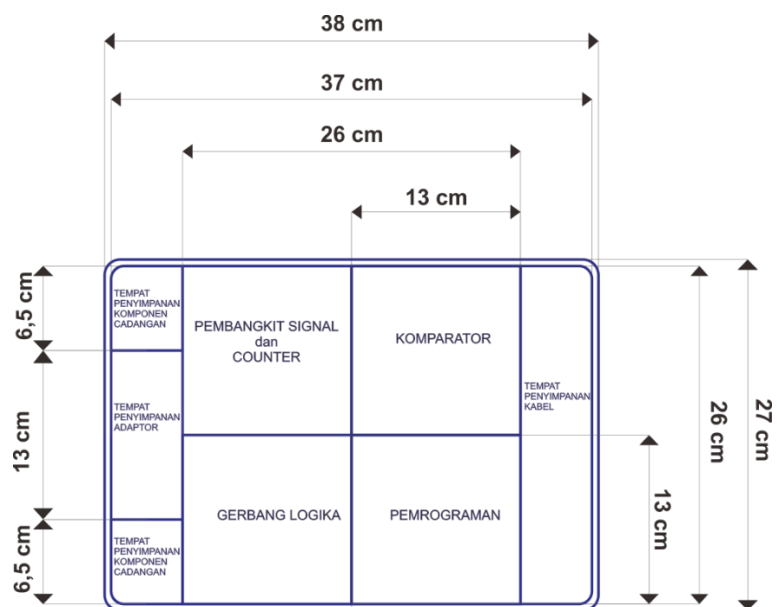 38 cm
37 cm
26 cm
13 cm
6,5 cm
13 cm
6,5 cm
TEMPAT
PENYIMPANAN
KOMPONEN
CADANGAN
PEMBANGKIT SIGNAL
dan
COUNTER
KOMPARATOR
TEMPAT
PENYIMPANAN
ADAPTOR
TEMPAT
PENYIMPANAN
KABEL
GERBANG LOGIKA
PEMROGRAMAN
TEMPAT
PENYIMPANAN
KOMPONEN
CADANGAN
13 cm
26 cm
27 cm